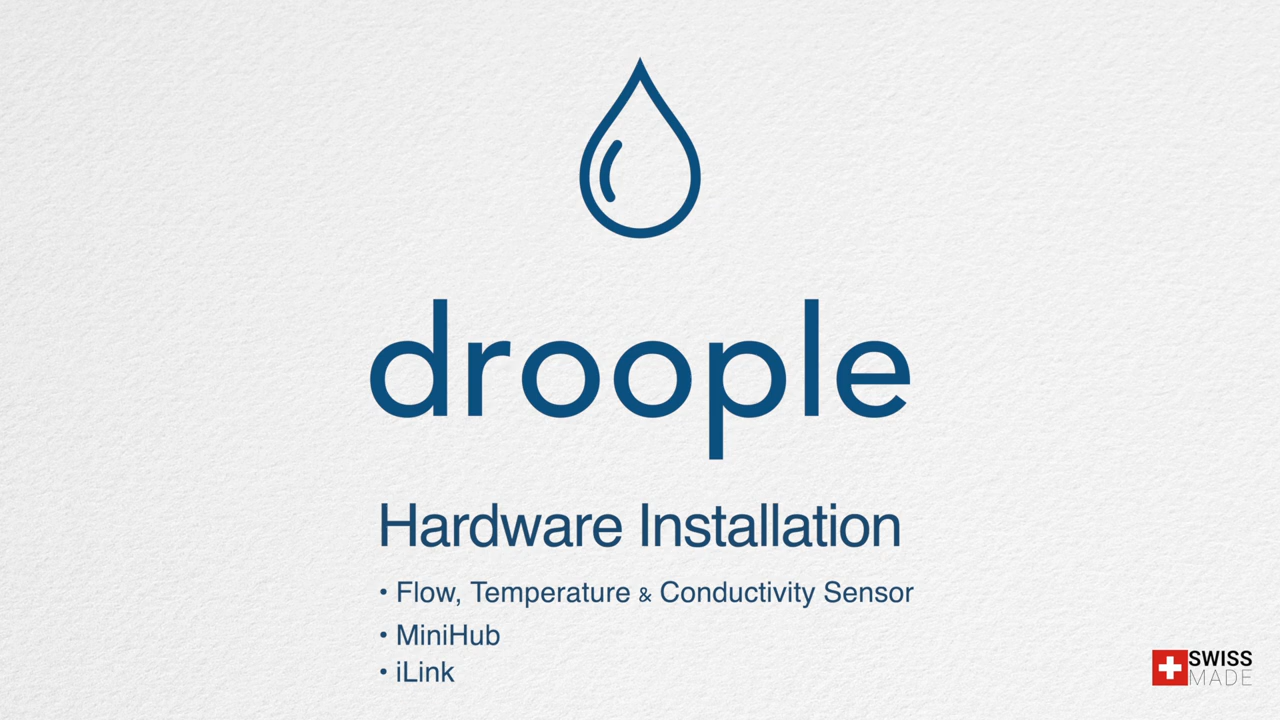 droople
Hardware Installation
• Flow, Temperature & Conductivity Sensor
• MiniHub
• iLink
SWISS
MADE